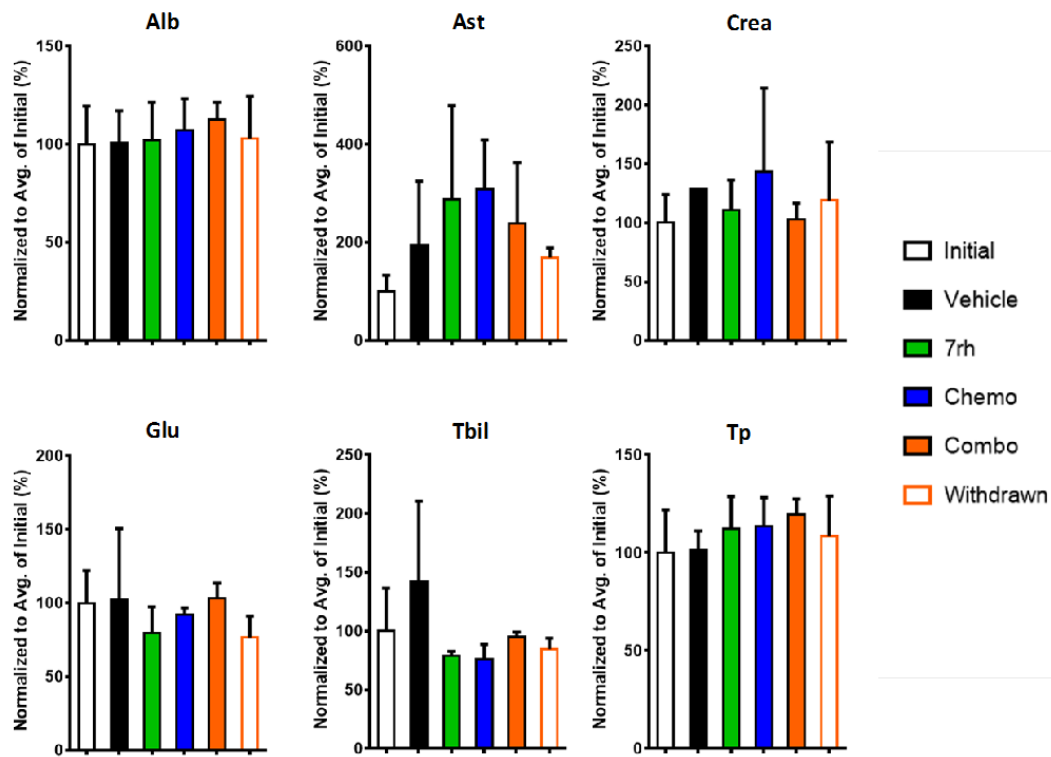 Alb
Normalized to Avg. of Initial (%)
150
100
50
0
Ast
Normalized to Avg. of Initial (%)
600
400
200
0
Crea
Normalized to Avg. of Initial (%)
250
200
150
100
50
0
Initial
Vehicle
7rh
Chemo
Combo
Withdrawn
Glu
Normalized to Avg. of Initial (%)
200
150
100
50
0
Tbil
Normalized to Avg. of Initial (%)
250
200
150
100
50
0
Tp
Normalized to Avg. of Initial (%)
150
100
50
0